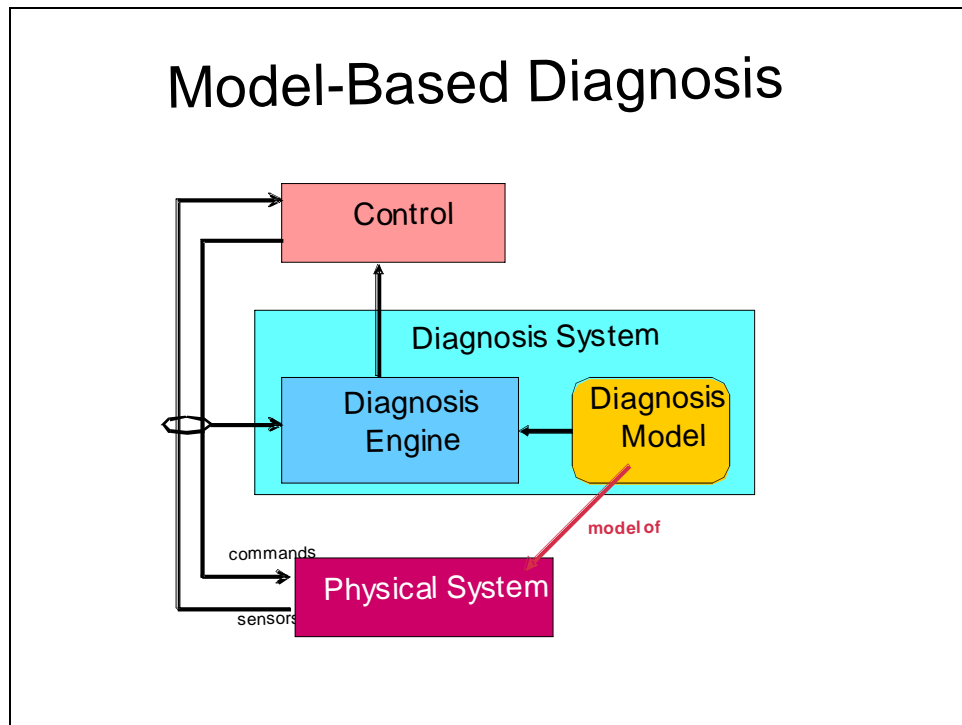 Model-Based Diagnosis
Control
Diagnosis System
Diagnosis
Engine
Diagnosis
Model
model of
commands
Physical System
sensors